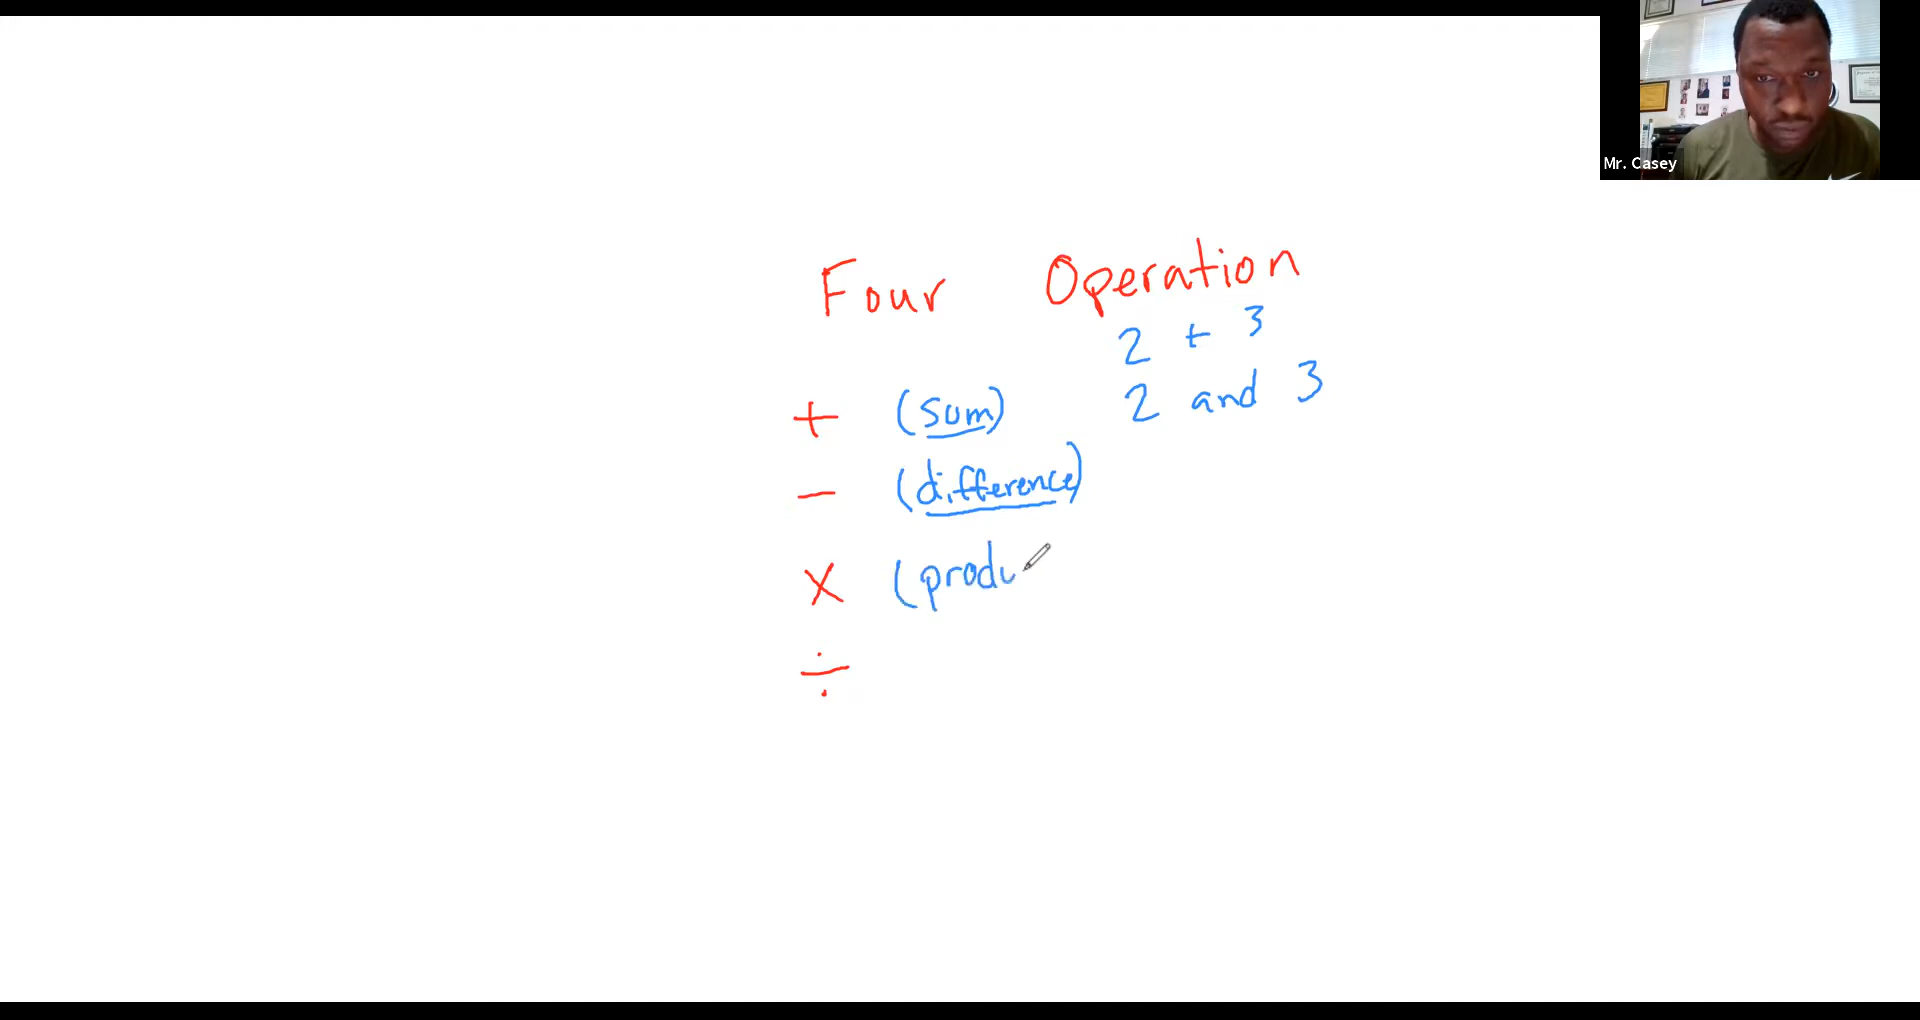 Mr. Casey
Four Operation
2 + 3
+ (sum) 2 and 3
- (difference)
x (produ
÷